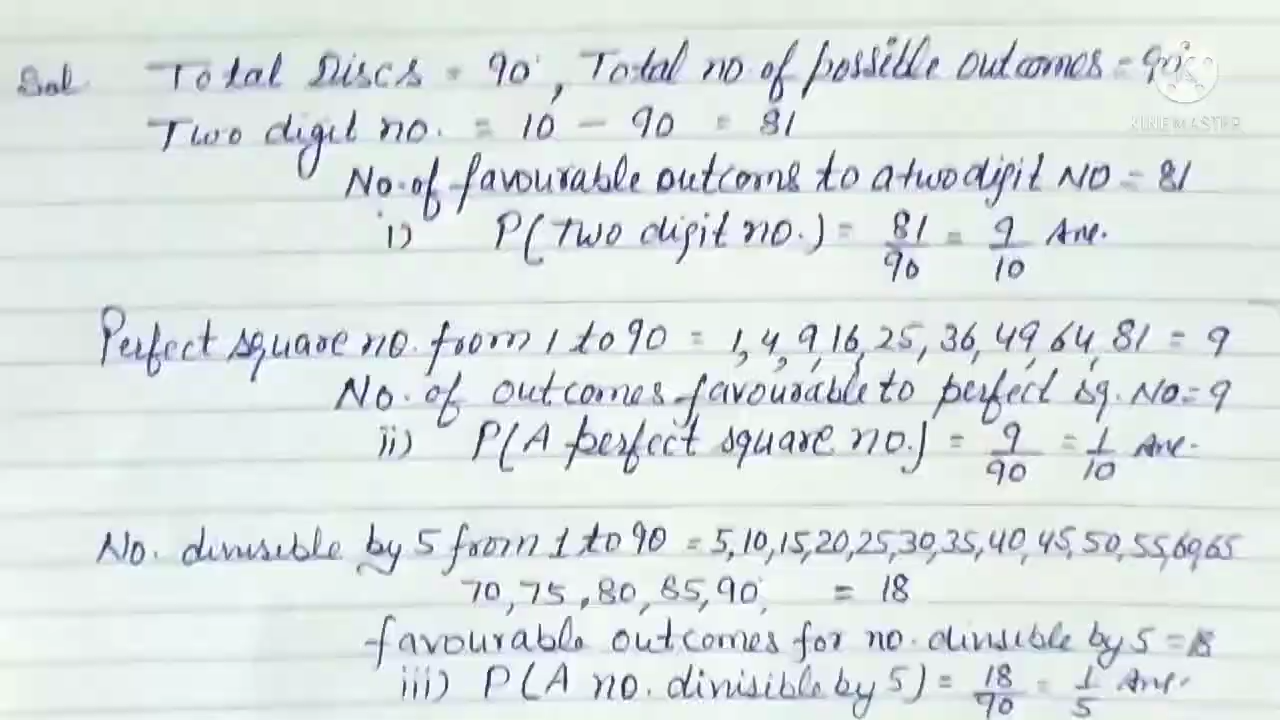 Sol. Total Discs = 90, Total no. of possible outcomes = 90
KINEMASTER
Two digit no. = 10 - 90 = 81
No. of favourable outcoms to a two digit NO = 81
i) P(Two digit no.) = 81/90 = 9/10 Ans.
Perfect square no. from 1 to 90 = 1, 4, 9, 16, 25, 36, 49, 64, 81 = 9
No. of outcomes favourable to perfect sq. No = 9
ii) P(A perfect square no.) = 9/90 = 1/10 Ans.
No. divisible by 5 from 1 to 90 = 5,10,15,20,25,30,35,40,45,50,55,60,65
70, 75, 80, 85, 90, = 18
favourable outcomes for no. divisible by 5 = 18
iii) P(A no. divisible by 5) = 18/90 = 1/5 Ans.